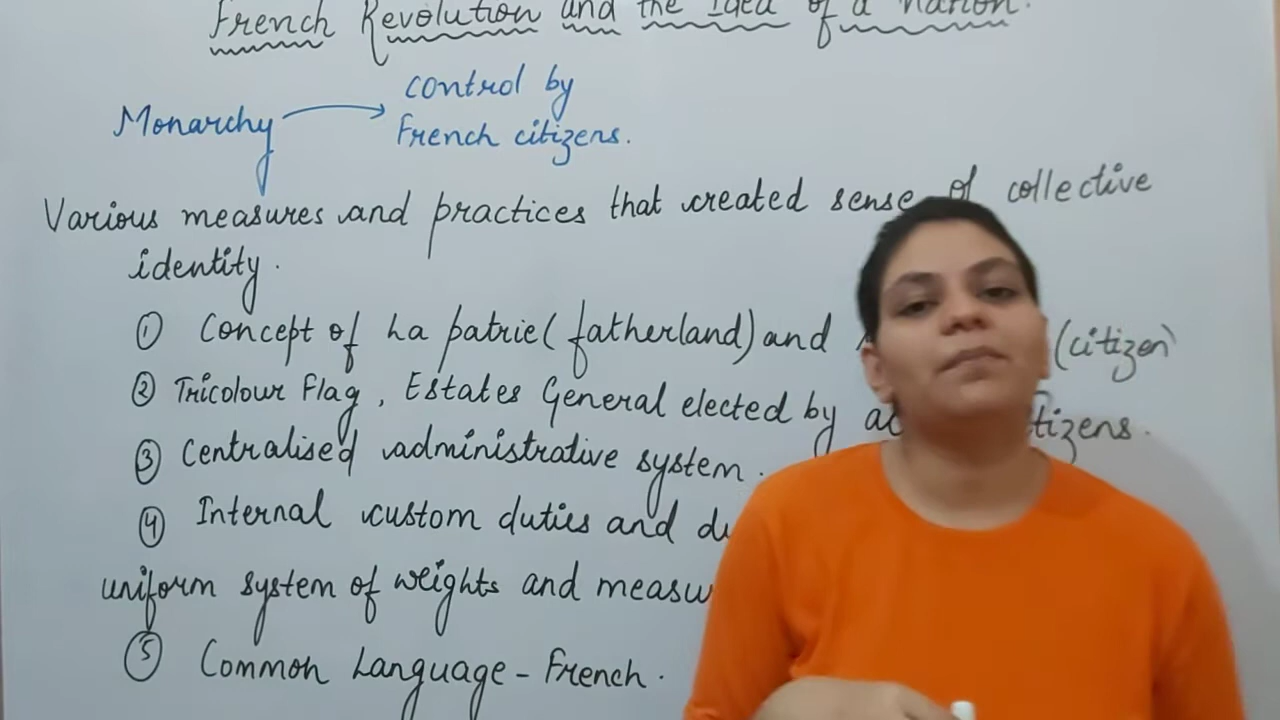 French Revolution and the Idea of a Nation.
Monarchy
control by
French citizens.
Various measures and practices that created sense of collective
identity.
① Concept of La patrie (fatherland) and (citizen)
② Tricolour Flag, Estates General elected by
③ Centralised administrative system.
④ Internal custom duties and
uniform system of weights and
⑤ Common Language - French.